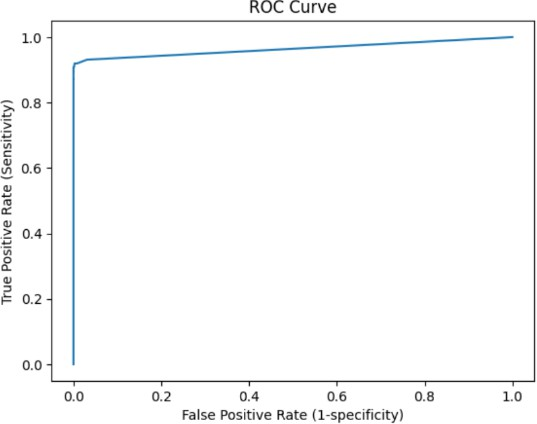 ROC Curve
True Positive Rate (Sensitivity)
1.0
0.8
0.6
0.4
0.2
0.0
0.0 0.2 0.4 0.6 0.8 1.0
False Positive Rate (1-specificity)